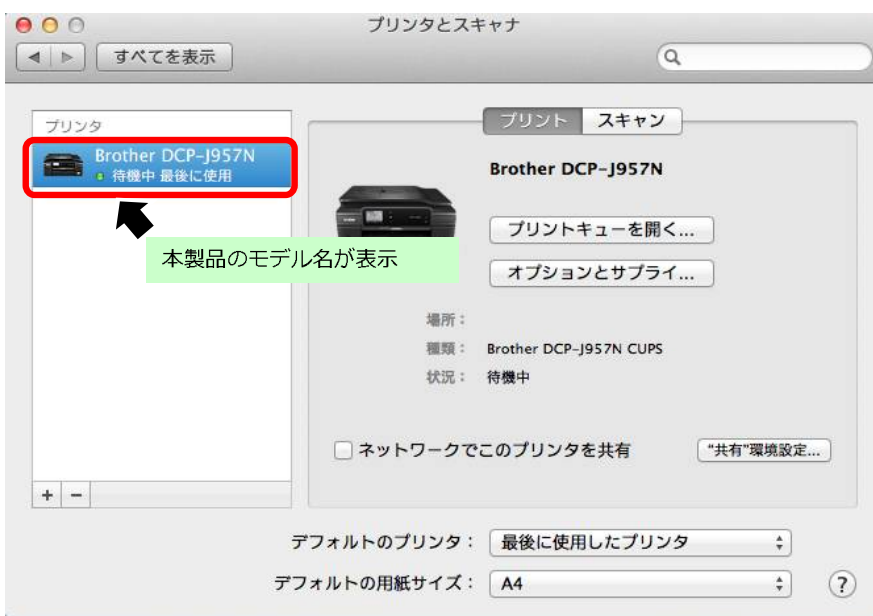 プリンタとスキャナ
すべてを表示
プリンタ
Brother DCP-J957N
待機中 最後に使用
本製品のモデル名が表示
プリント スキャン
Brother DCP-J957N
プリントキューを開く...
オプションとサプライ...
場所：
種類： Brother DCP-J957N CUPS
状況： 待機中
ネットワークでこのプリンタを共有 “共有”環境設定...
+ −
デフォルトのプリンタ： 最後に使用したプリンタ
デフォルトの用紙サイズ： A4 ?